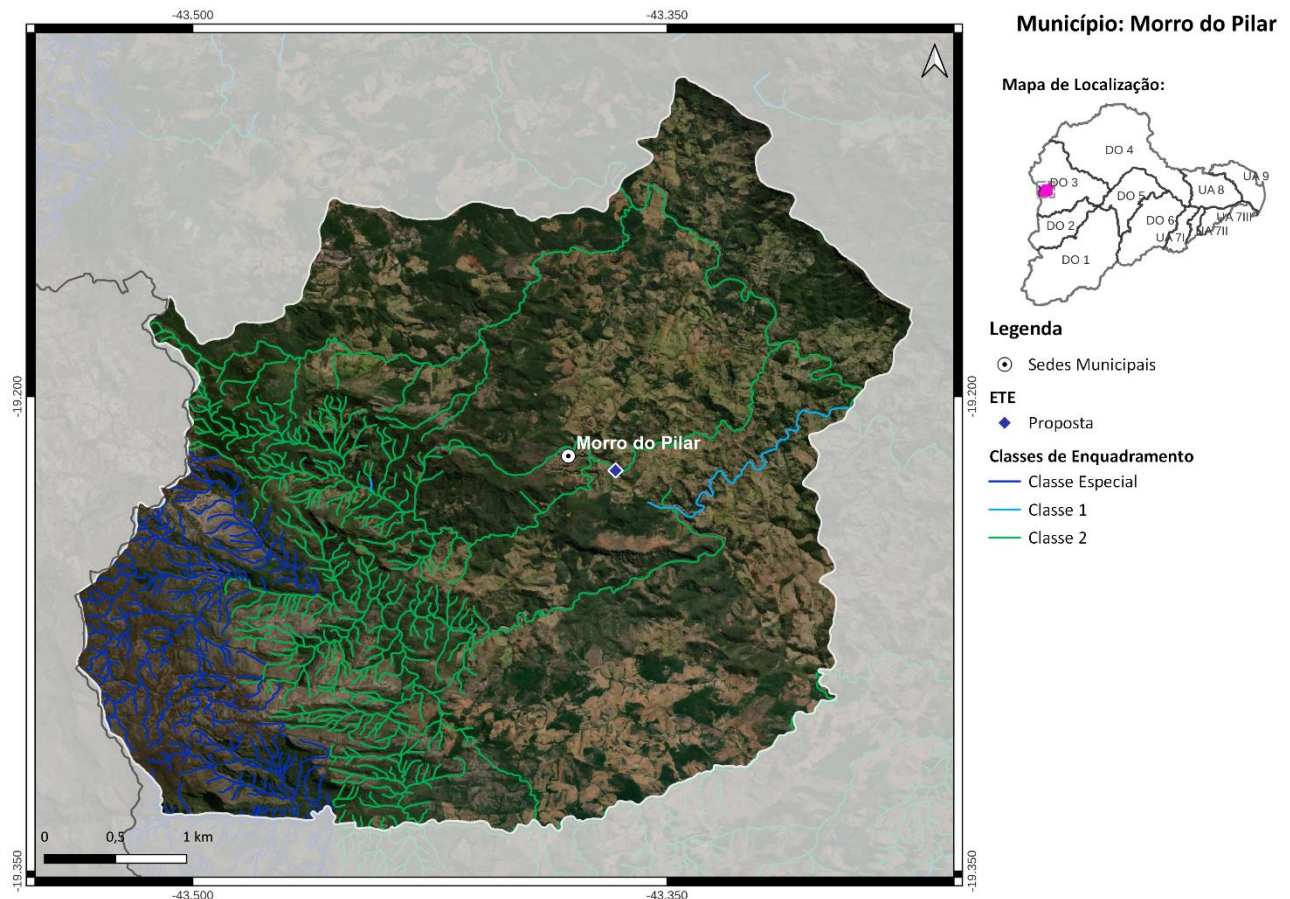 -43.500
-43.350
Município: Morro do Pilar
Mapa de Localização:
DO 4
DO 3
UA 9
UA 8
DO 5
DO 2
DO 6
UA 7III
UA 7II
UA 7I
DO 1
Legenda
Sedes Municipais
ETE
Proposta
Classes de Enquadramento
Classe Especial
Classe 1
Classe 2
-19.200
-19.200
Morro do Pilar
0 0,5 1 km
-19.350
-19.350
-43.500
-43.350